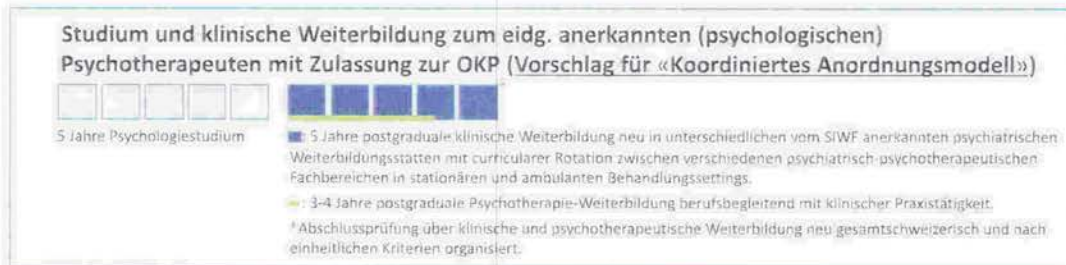 Studium und klinische Weiterbildung zum eidg. anerkannten (psychologischen)
Psychotherapeuten mit Zulassung zur OKP (Vorschlag für «Koordiniertes Anordnungsmodell»)
5 Jahre Psychologiestudium
: 5 Jahre postgraduale klinische Weiterbildung neu in unterschiedlichen vom SIWF anerkannten psychiatrischen
Weiterbildungsstätten mit curricularer Rotation zwischen verschiedenen psychiatrisch-psychotherapeutischen
Fachbereichen in stationären und ambulanten Behandlungssettings.
: 3-4 Jahre postgraduale Psychotherapie-Weiterbildung berufsbegleitend mit klinischer Praxistätigkeit.
* Abschlussprüfung über klinische und psychotherapeutische Weiterbildung neu gesamtschweizerisch und nach
einheitlichen Kriterien organisiert.